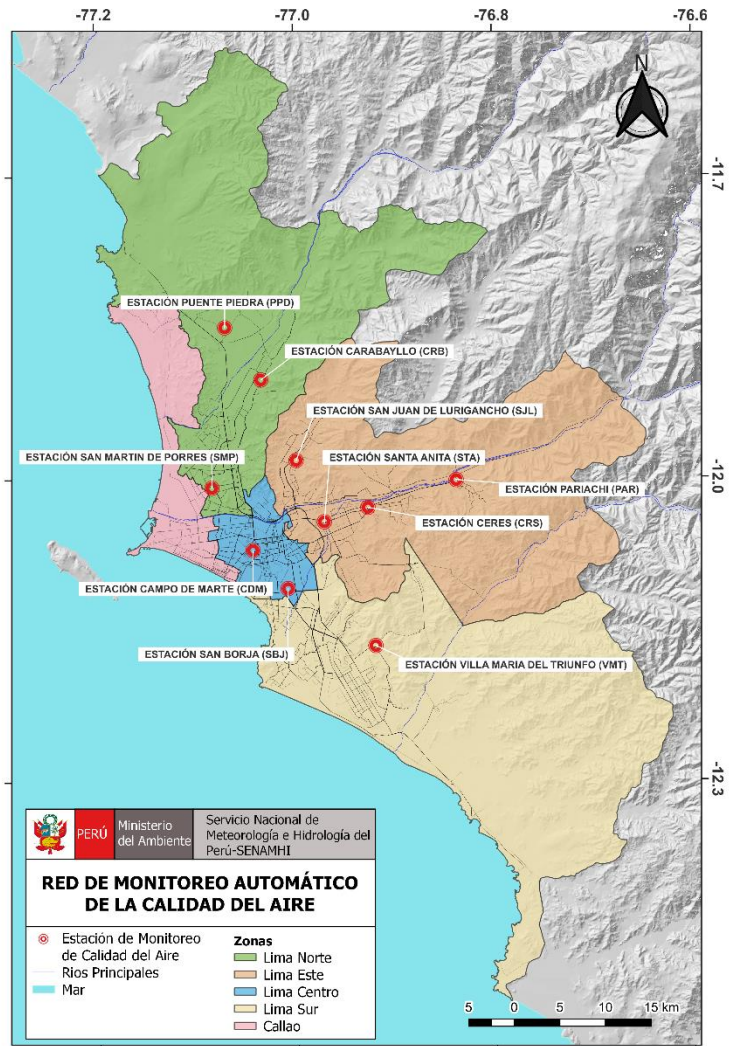 -77.2
-77.0
-76.8
-76.6
N
-11.7
ESTACIÓN PUENTE PIEDRA (PPD)
ESTACIÓN CARABAYLLO (CRB)
ESTACIÓN SAN JUAN DE LURIGANCHO (SJL)
ESTACIÓN SAN MARTIN DE PORRES (SMP)
ESTACIÓN SANTA ANITA (STA)
-12.0
ESTACIÓN PARIACHI (PAR)
ESTACIÓN CERES (CRS)
ESTACIÓN CAMPO DE MARTE (CDM)
ESTACIÓN SAN BORJA (SBJ)
ESTACIÓN VILLA MARIA DEL TRIUNFO (VMT)
-12.3
PERÚ
Ministerio
del Ambiente
Servicio Nacional de
Meteorología e Hidrología del
Perú-SENAMHI
RED DE MONITOREO AUTOMÁTICO
DE LA CALIDAD DEL AIRE
Estación de Monitoreo
de Calidad del Aire
Rios Principales
Mar
Zonas
Lima Norte
Lima Este
Lima Centro
Lima Sur
Callao
5 0 5 10 15 km